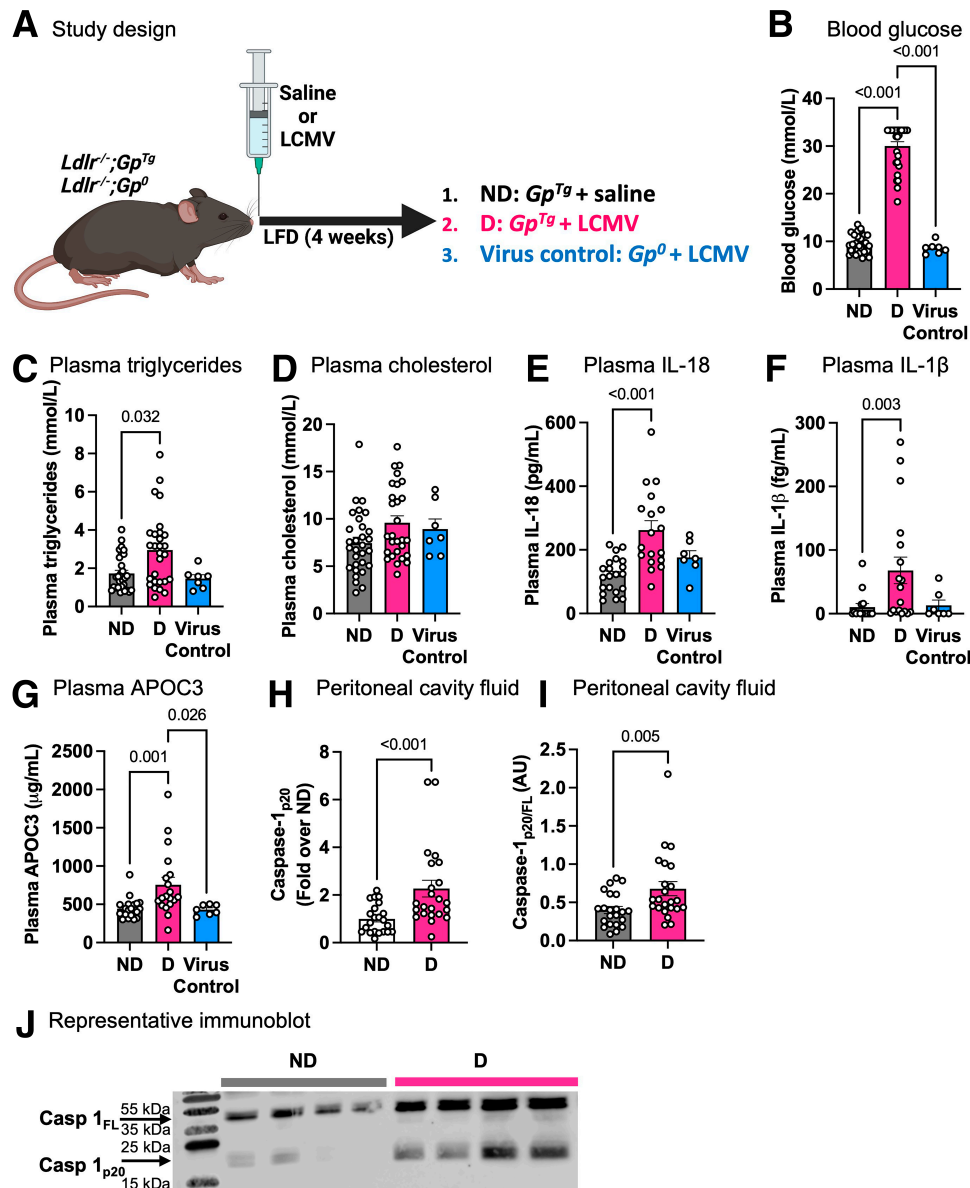 A Study design
Saline
or
LCMV
Ldlr-/-;GpTg
Ldlr-/-;Gp0
LFD (4 weeks)
1. ND: GpTg + saline
2. D: GpTg + LCMV
3. Virus control: Gp0 + LCMV
B Blood glucose
<0.001
<0.001
Blood glucose (mmol/L)
40
30
20
10
0
ND D Virus
Control
C Plasma triglycerides
0.032
Plasma triglycerides (mmol/L)
10
8
6
4
2
0
ND D Virus
Control
D Plasma cholesterol
Plasma cholesterol (mmol/L)
20
15
10
5
0
ND D Virus
Control
E Plasma IL-18
<0.001
Plasma IL-18 (pg/mL)
600
400
200
0
ND D Virus
Control
F Plasma IL-1β
0.003
Plasma IL-1β (fg/mL)
300
200
100
0
ND D Virus
Control
G Plasma APOC3
0.026
0.001
Plasma APOC3 (μg/mL)
2500
2000
1500
1000
500
0
ND D Virus
Control
H Peritoneal cavity fluid
<0.001
Caspase-1p20
(Fold over ND)
8
6
4
2
0
ND D
I Peritoneal cavity fluid
0.005
Caspase-1p20/FL (AU)
2.5
2.0
1.5
1.0
0.5
0.0
ND D
J Representative immunoblot
ND D
Casp 1FL
55 kDa
35 kDa
25 kDa
Casp 1p20
15 kDa